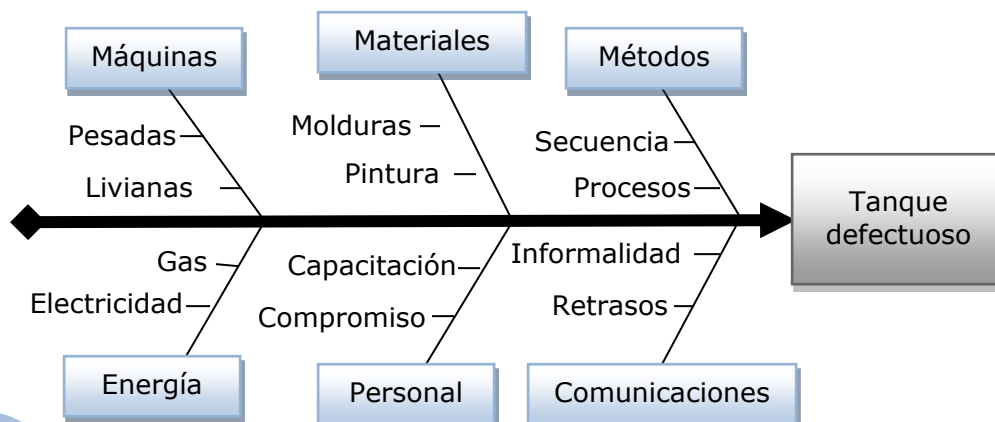 Máquinas
Materiales
Métodos
Pesadas
Livianas
Molduras
Pintura
Secuencia
Procesos
Tanque
defectuoso
Gas
Electricidad
Capacitación
Compromiso
Informalidad
Retrasos
Energía
Personal
Comunicaciones